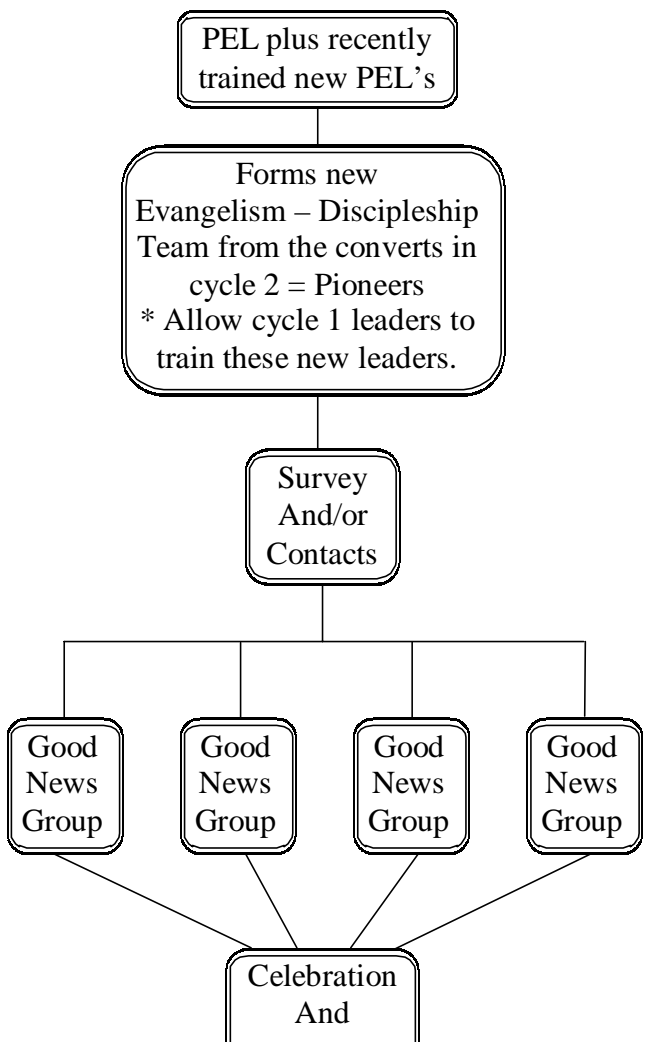 PEL plus recently
trained new PEL’s
Forms new
Evangelism – Discipleship
Team from the converts in
cycle 2 = Pioneers
* Allow cycle 1 leaders to
train these new leaders.
Survey
And/or
Contacts
Good
News
Group
Good
News
Group
Good
News
Group
Good
News
Group
Celebration
And